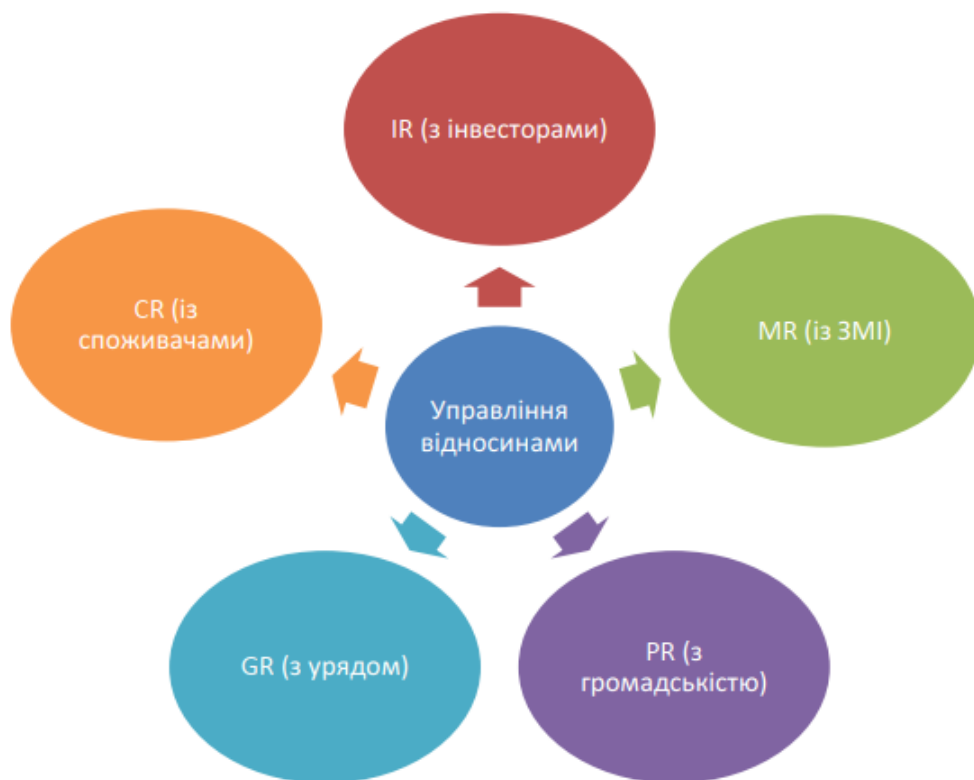 IR (з інвесторами)
CR (із
споживачами)
MR (із ЗМІ)
Управління
відносинами
GR (з урядом)
PR (з
громадськістю)